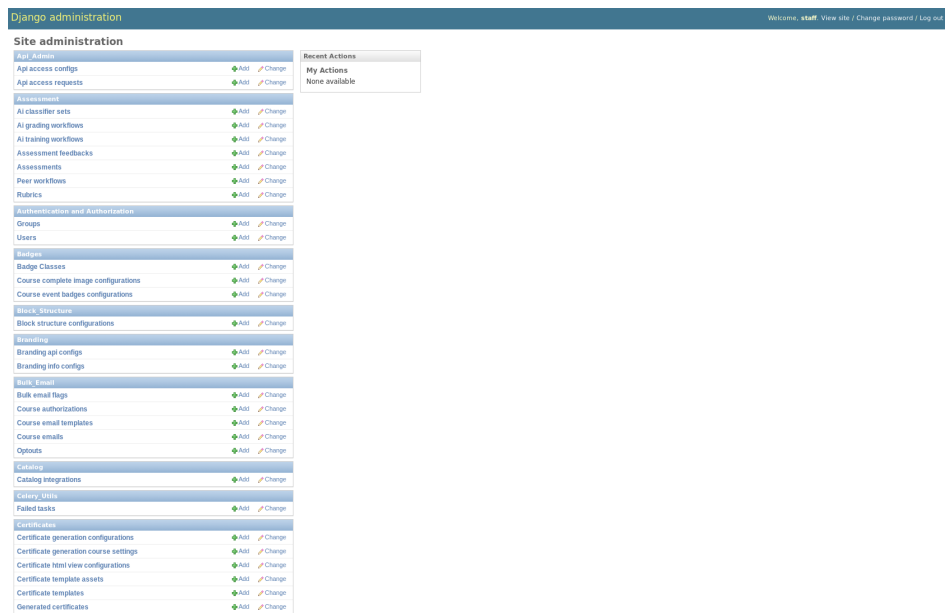 Django administration
Welcome, staff. View site / Change password / Log out
Site administration
Api_Admin
Api access configs Add Change
Api access requests Add Change
Assessment
Ai classifier sets Add Change
Ai grading workflows Add Change
Ai training workflows Add Change
Assessment feedbacks Add Change
Assessments Add Change
Peer workflows Add Change
Rubrics Add Change
Authentication and Authorization
Groups Add Change
Users Add Change
Badges
Badge Classes Add Change
Course complete image configurations Add Change
Course event badges configurations Add Change
Block_Structure
Block structure configurations Add Change
Branding
Branding api configs Add Change
Branding info configs Add Change
Bulk_Email
Bulk email flags Add Change
Course authorizations Add Change
Course email templates Add Change
Course emails Add Change
Optouts Add Change
Catalog
Catalog integrations Add Change
Celery_Utils
Failed tasks Add Change
Certificates
Certificate generation configurations Add Change
Certificate generation course settings Add Change
Certificate html view configurations Add Change
Certificate template assets Add Change
Certificate templates Add Change
Generated certificates Add Change
Recent Actions
My Actions
None available